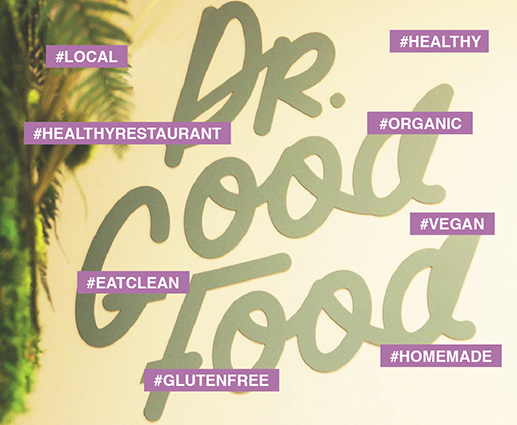 #LOCAL
#HEALTHY
DR.
#HEALTHYRESTAURANT
#ORGANIC
Good
#VEGAN
#EATCLEAN
Food
#HOMEMADE
#GLUTENFREE